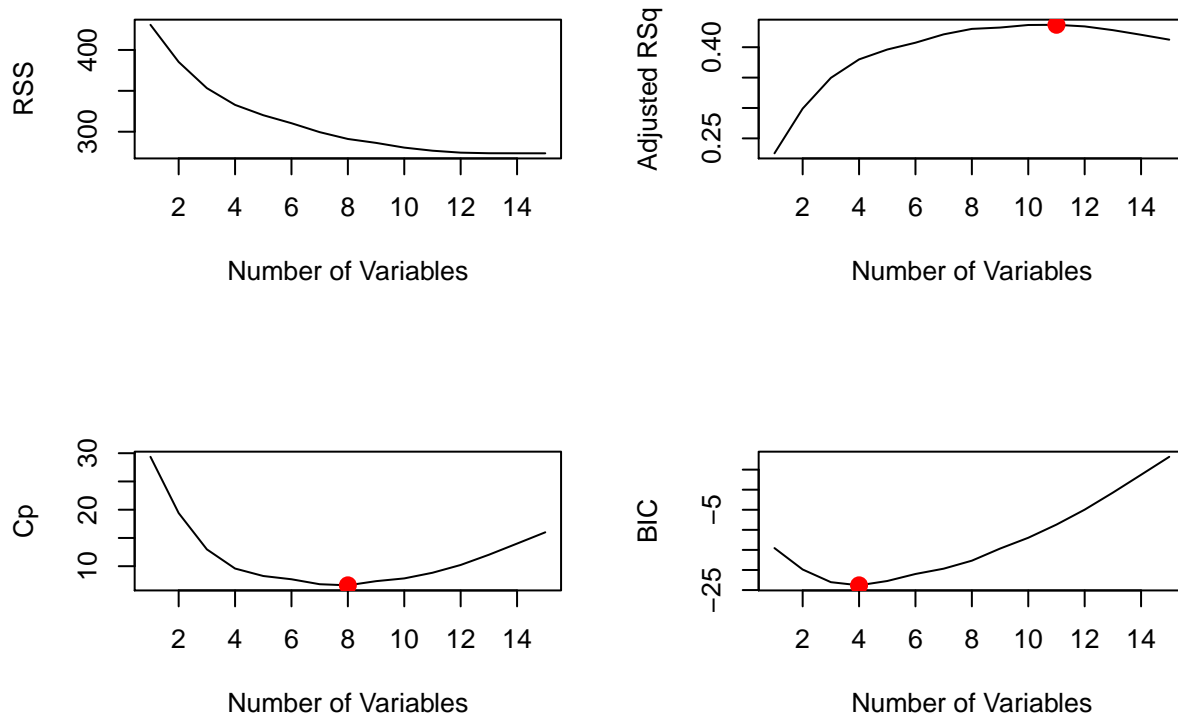 RSS
400
300
2 4 6 8 10 12 14
Number of Variables
Adjusted RSq
0.40
0.25
2 4 6 8 10 12 14
Number of Variables
Cp
30
20
10
2 4 6 8 10 12 14
Number of Variables
BIC
−5
−25
2 4 6 8 10 12 14
Number of Variables